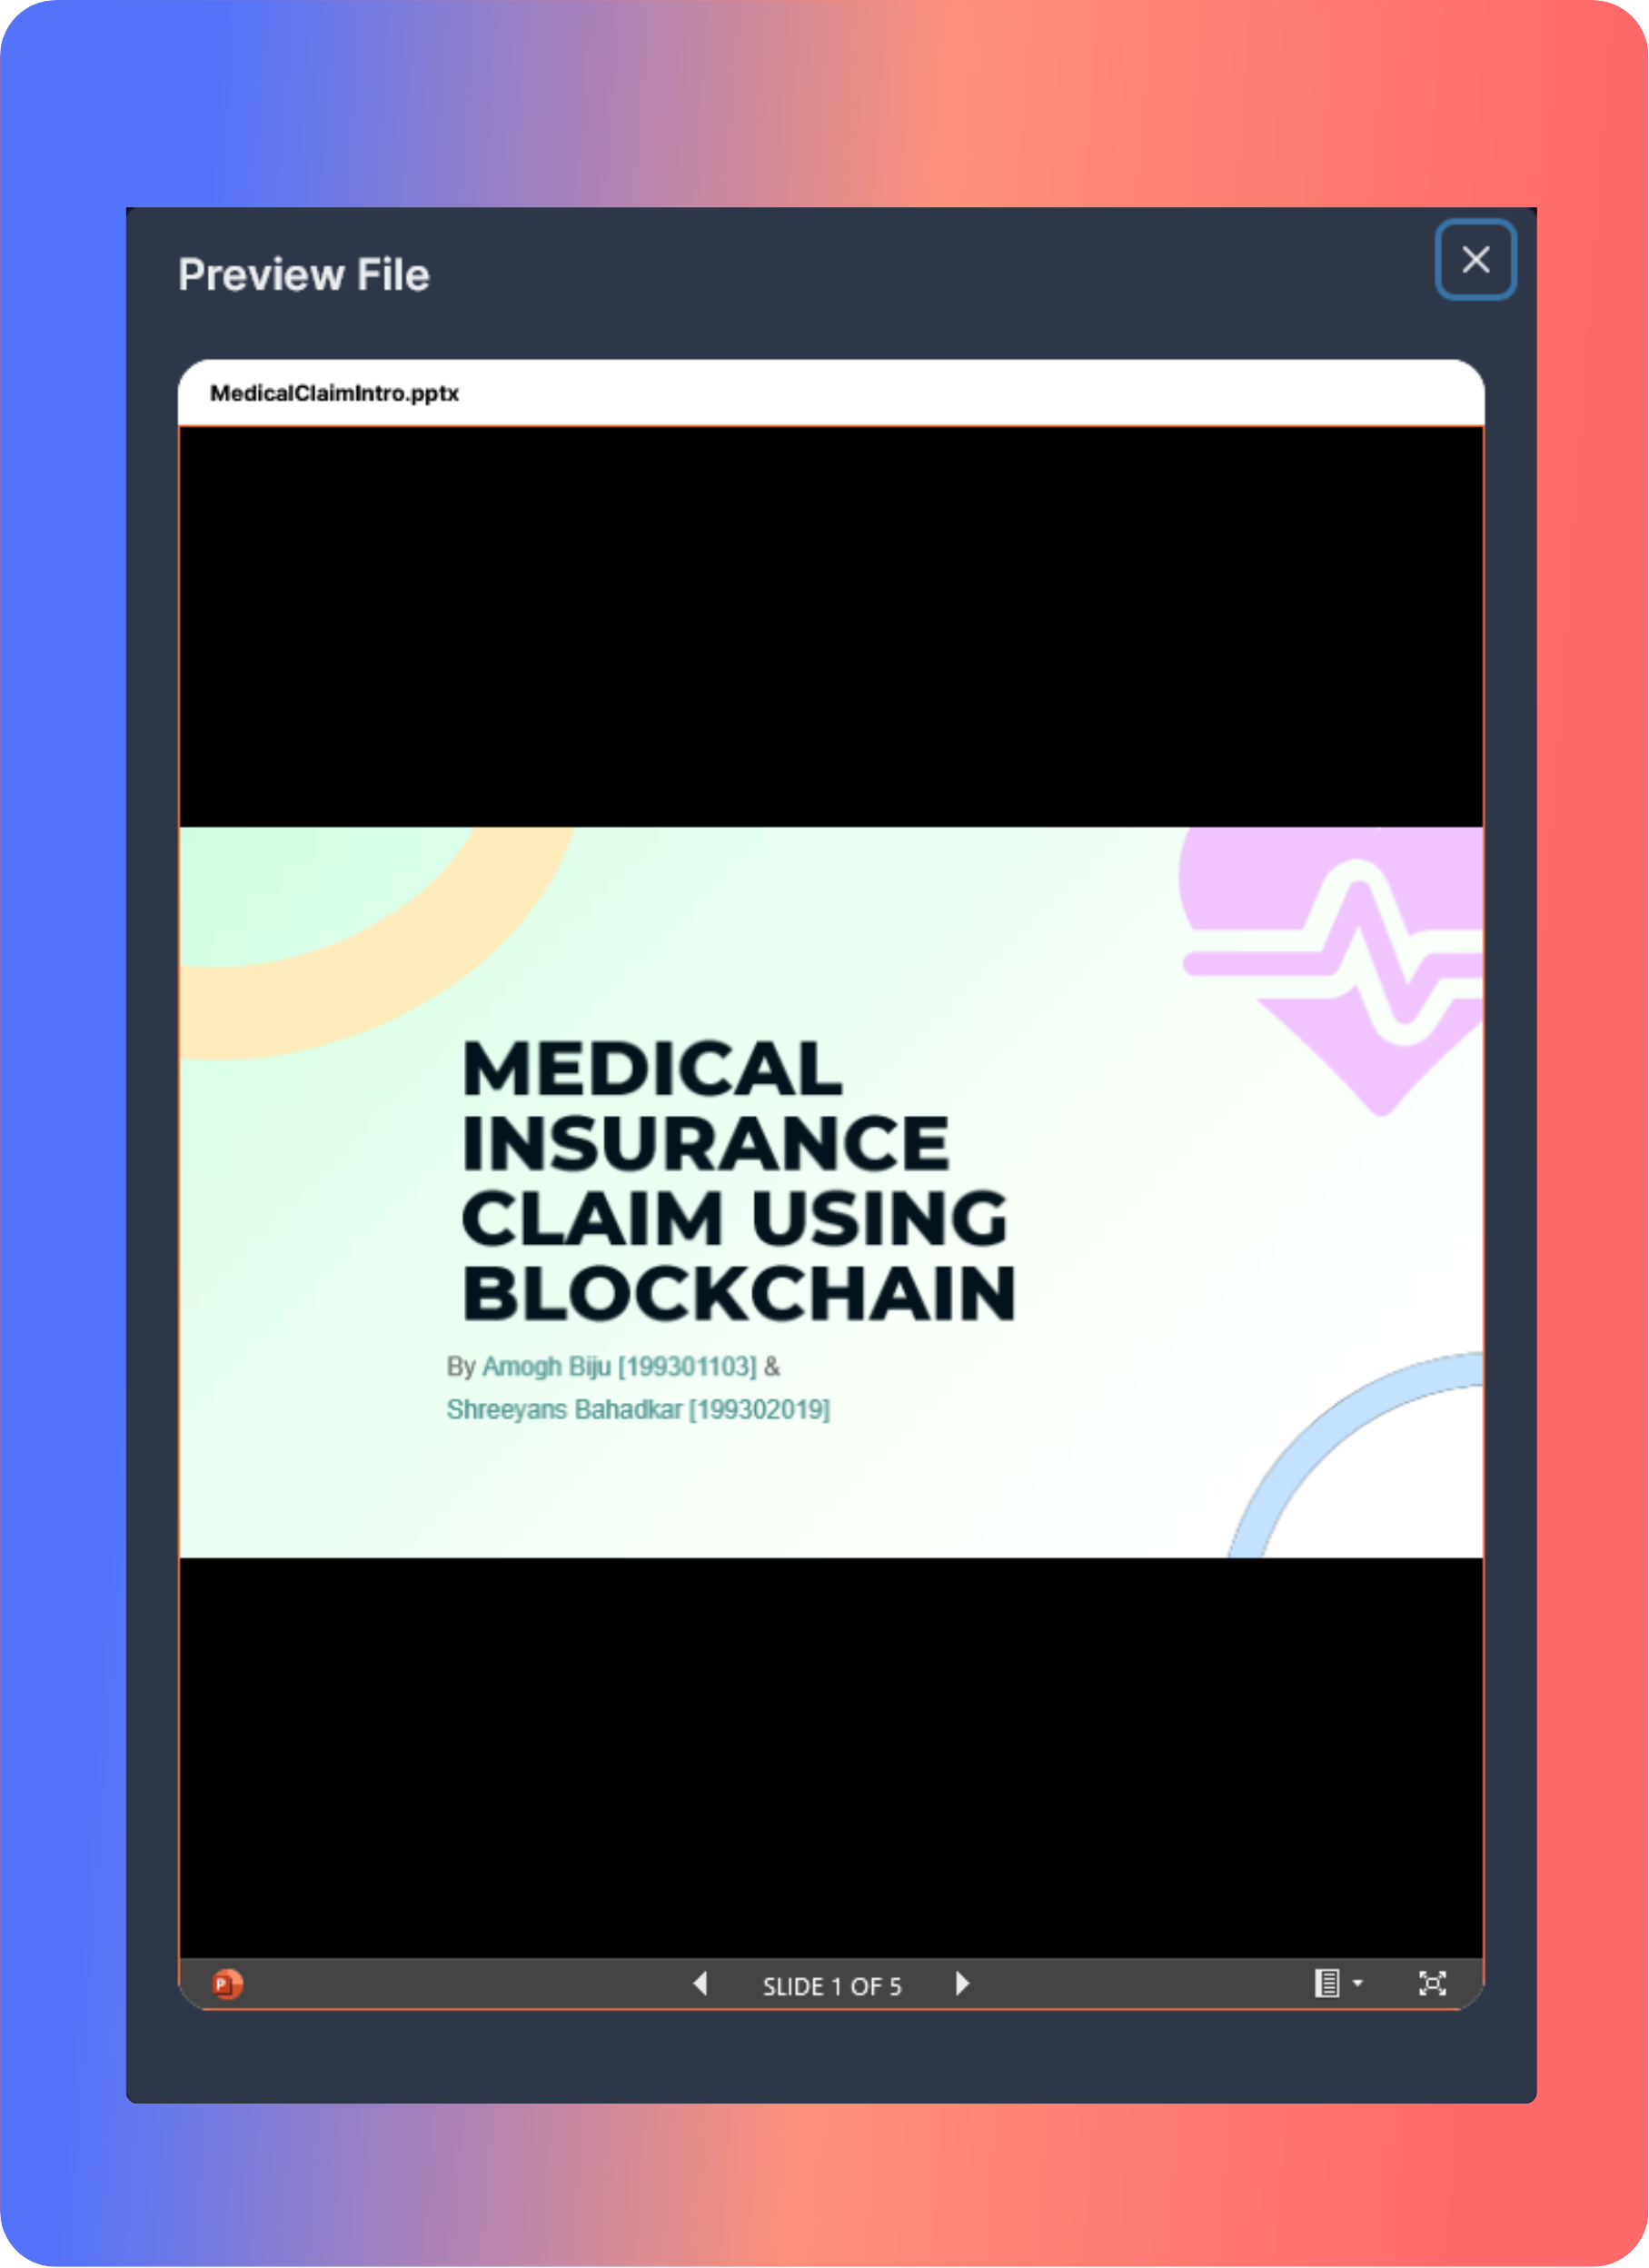 Preview File
MedicalClaimIntro.pptx
MEDICAL
INSURANCE
CLAIM USING
BLOCKCHAIN
By Amogh Biju [199301103] &
Shreeyans Bahadkar [199302019]
P
SLIDE 1 OF 5